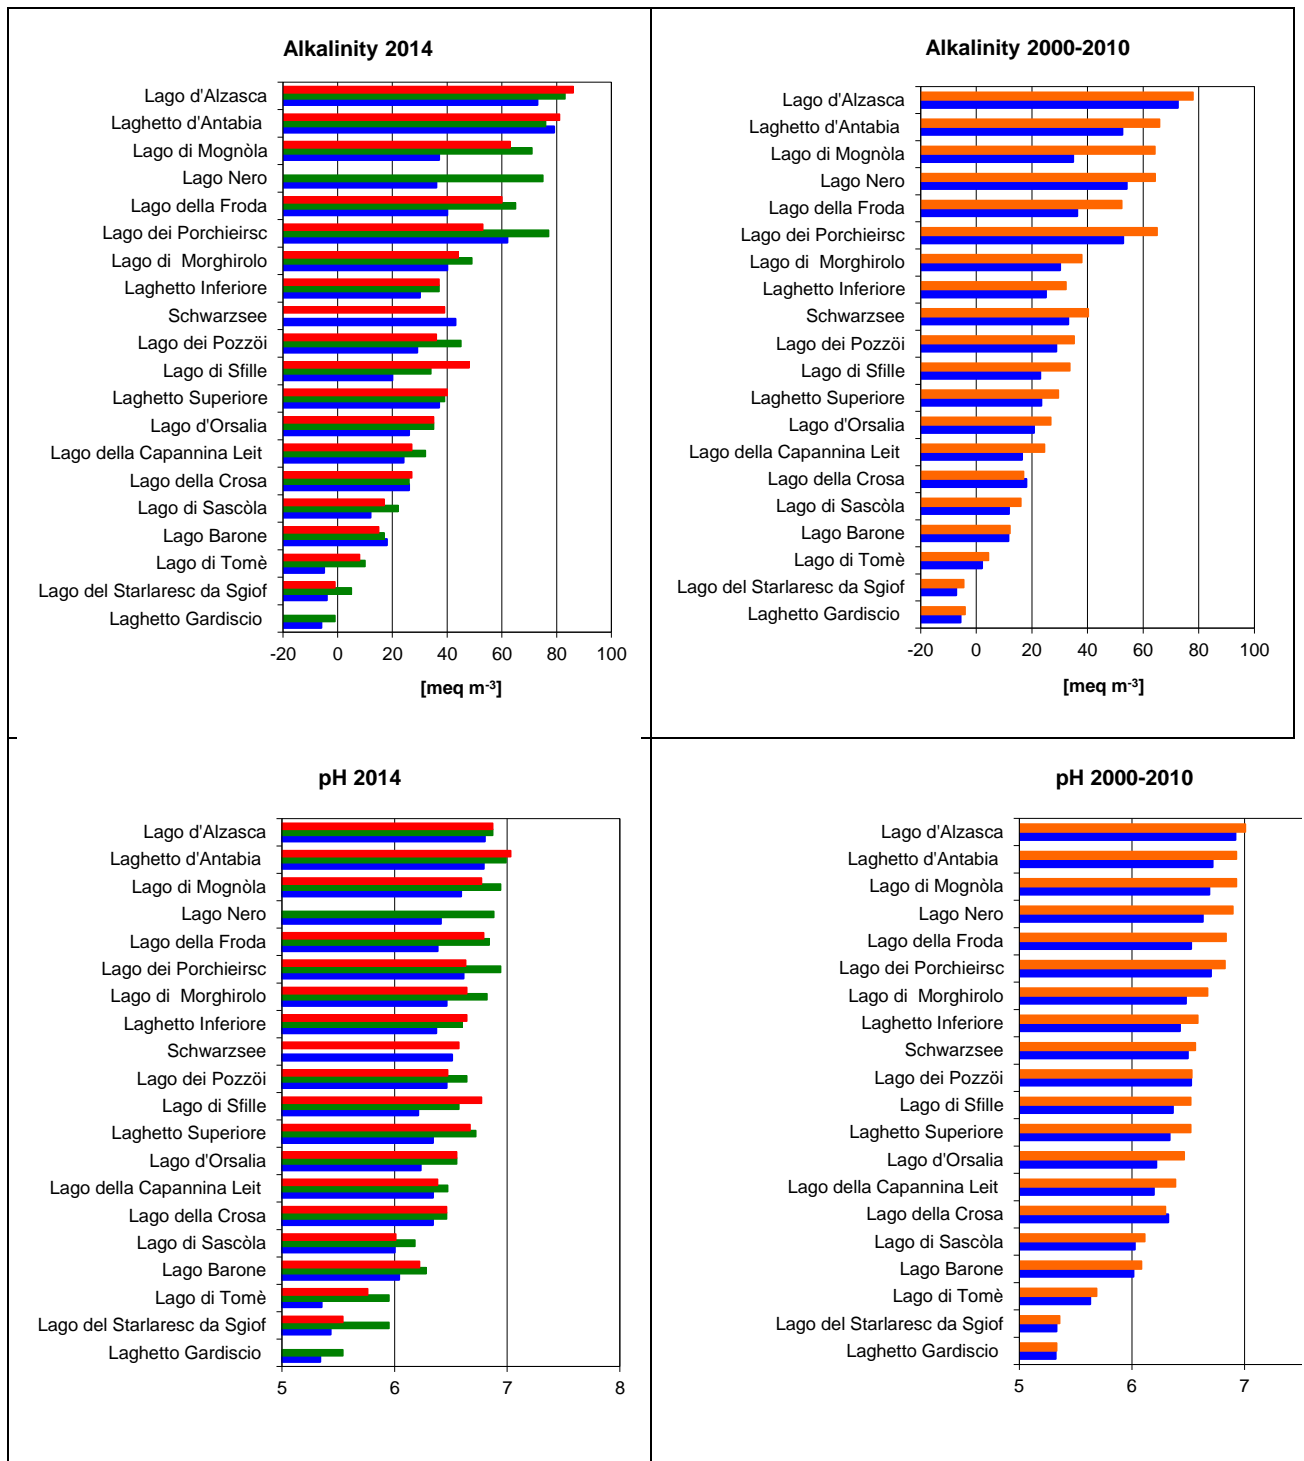 Alkalinity 2014
Lago d'Alzasca
Laghetto d'Antabia
Lago di Mognòla
Lago Nero
Lago della Froda
Lago dei Porchieirsc
Lago di  Morghirolo
Laghetto Inferiore
Schwarzsee
Lago dei Pozzöi
Lago di Sfille
Laghetto Superiore
Lago d'Orsalia
Lago della Capannina Leit
Lago della Crosa
Lago di Sascòla
Lago Barone
Lago di Tomè
Lago del Starlaresc da Sgiof
Laghetto Gardiscio
-20 0 20 40 60 80 100
[meq m-3]
Alkalinity 2000-2010
Lago d'Alzasca
Laghetto d'Antabia
Lago di Mognòla
Lago Nero
Lago della Froda
Lago dei Porchieirsc
Lago di  Morghirolo
Laghetto Inferiore
Schwarzsee
Lago dei Pozzöi
Lago di Sfille
Laghetto Superiore
Lago d'Orsalia
Lago della Capannina Leit
Lago della Crosa
Lago di Sascòla
Lago Barone
Lago di Tomè
Lago del Starlaresc da Sgiof
Laghetto Gardiscio
-20 0 20 40 60 80 100
[meq m-3]
pH 2014
Lago d'Alzasca
Laghetto d'Antabia
Lago di Mognòla
Lago Nero
Lago della Froda
Lago dei Porchieirsc
Lago di  Morghirolo
Laghetto Inferiore
Schwarzsee
Lago dei Pozzöi
Lago di Sfille
Laghetto Superiore
Lago d'Orsalia
Lago della Capannina Leit
Lago della Crosa
Lago di Sascòla
Lago Barone
Lago di Tomè
Lago del Starlaresc da Sgiof
Laghetto Gardiscio
5 6 7 8
pH 2000-2010
Lago d'Alzasca
Laghetto d'Antabia
Lago di Mognòla
Lago Nero
Lago della Froda
Lago dei Porchieirsc
Lago di  Morghirolo
Laghetto Inferiore
Schwarzsee
Lago dei Pozzöi
Lago di Sfille
Laghetto Superiore
Lago d'Orsalia
Lago della Capannina Leit
Lago della Crosa
Lago di Sascòla
Lago Barone
Lago di Tomè
Lago del Starlaresc da Sgiof
Laghetto Gardiscio
5 6 7